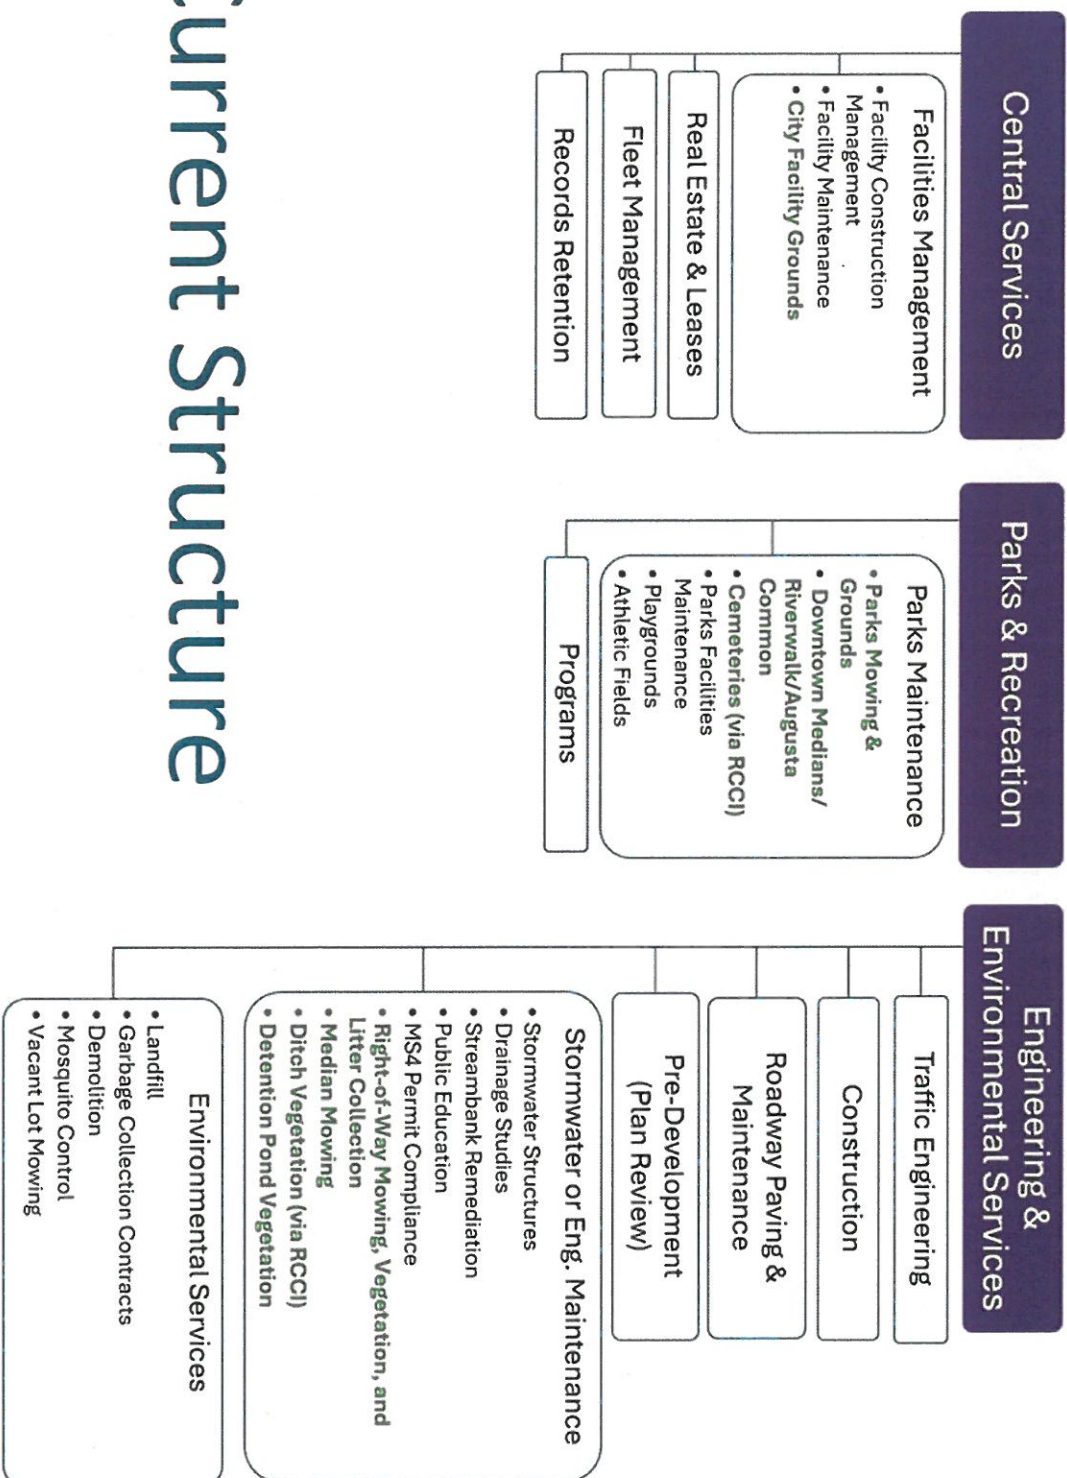 Central Services
Facilities Management
• Facility Construction
Management
• Facility Maintenance
• City Facility Grounds
Real Estate & Leases
Fleet Management
Records Retention
Parks & Recreation
Parks Maintenance
• Parks Mowing &
Grounds
• Downtown Medians/
Riverwalk/Augusta
Common
• Cemeteries (via RCCI)
• Parks Facilities
Maintenance
• Playgrounds
• Athletic Fields
Programs
Engineering &
Environmental Services
Traffic Engineering
Construction
Roadway Paving &
Maintenance
Pre-Development
(Plan Review)
Stormwater or Eng. Maintenance
• Stormwater Structures
• Drainage Studies
• Streambank Remediation
• Public Education
• MS4 Permit Compliance
• Right-of-Way Mowing, Vegetation, and
Litter Collection
• Median Mowing
• Ditch Vegetation (via RCCI)
• Detention Pond Vegetation
Environmental Services
• Landfill
• Garbage Collection Contracts
• Demolition
• Mosquito Control
• Vacant Lot Mowing
Current Structure